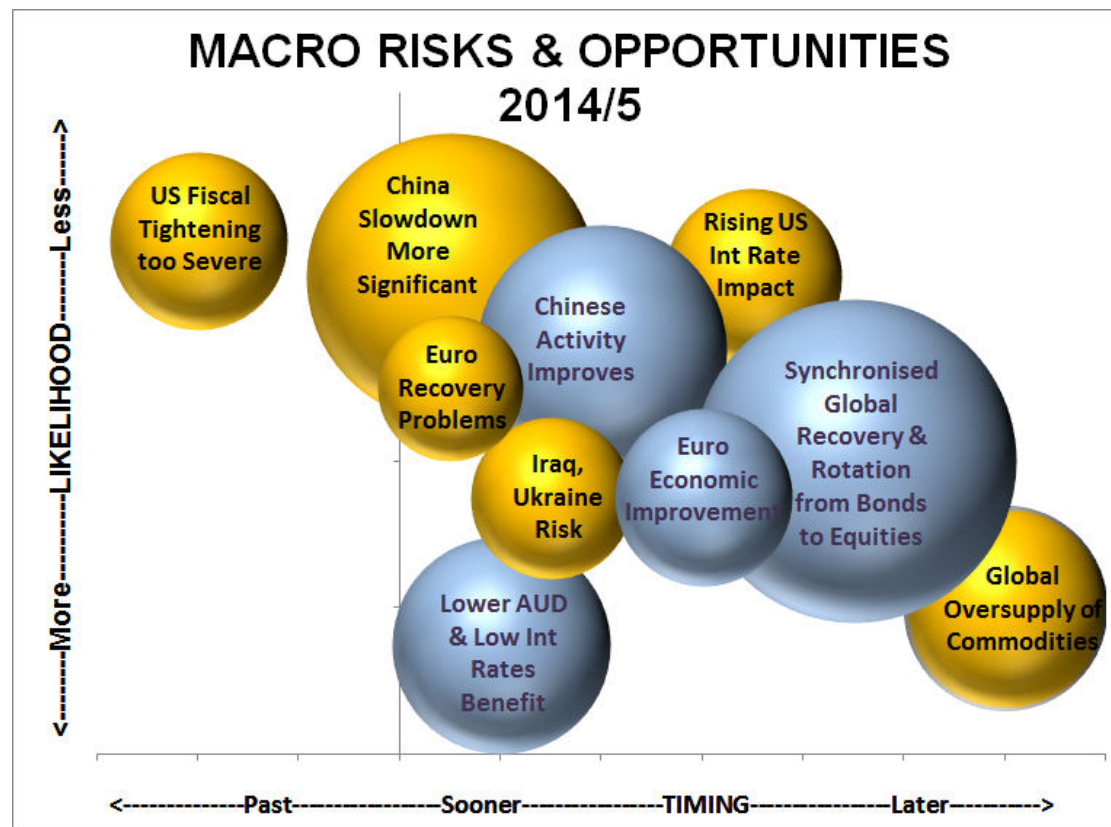 MACRO RISKS & OPPORTUNITIES
2014/5
<-------More---------LIKELIHOOD--------Less------>
US Fiscal
Tightening
too Severe
China
Slowdown
More
Significant
Rising US
Int Rate
Impact
Chinese
Activity
Improves
Euro
Recovery
Problems
Synchronised
Global
Recovery &
Rotation
from Bonds
to Equities
Iraq,
Ukraine
Risk
Euro
Economic
Improvement
Lower AUD
& Low Int
Rates
Benefit
Global
Oversupply of
Commodities
<--------------Past-----------------Sooner----------------TIMING----------------Later---------->